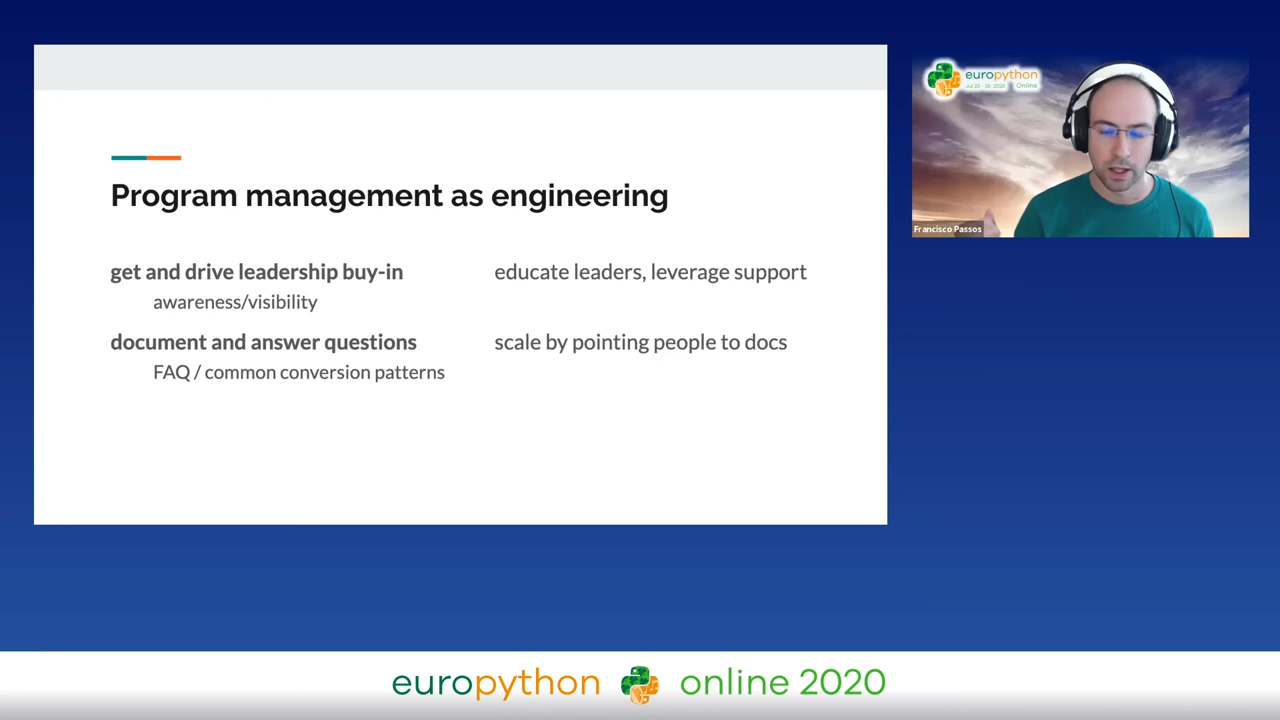 Program management as engineering
get and drive leadership buy-in
educate leaders, leverage support
awareness/visibility
document and answer questions
scale by pointing people to docs
FAQ / common conversion patterns
europython
Online
Francisco Passos
europython online 2020